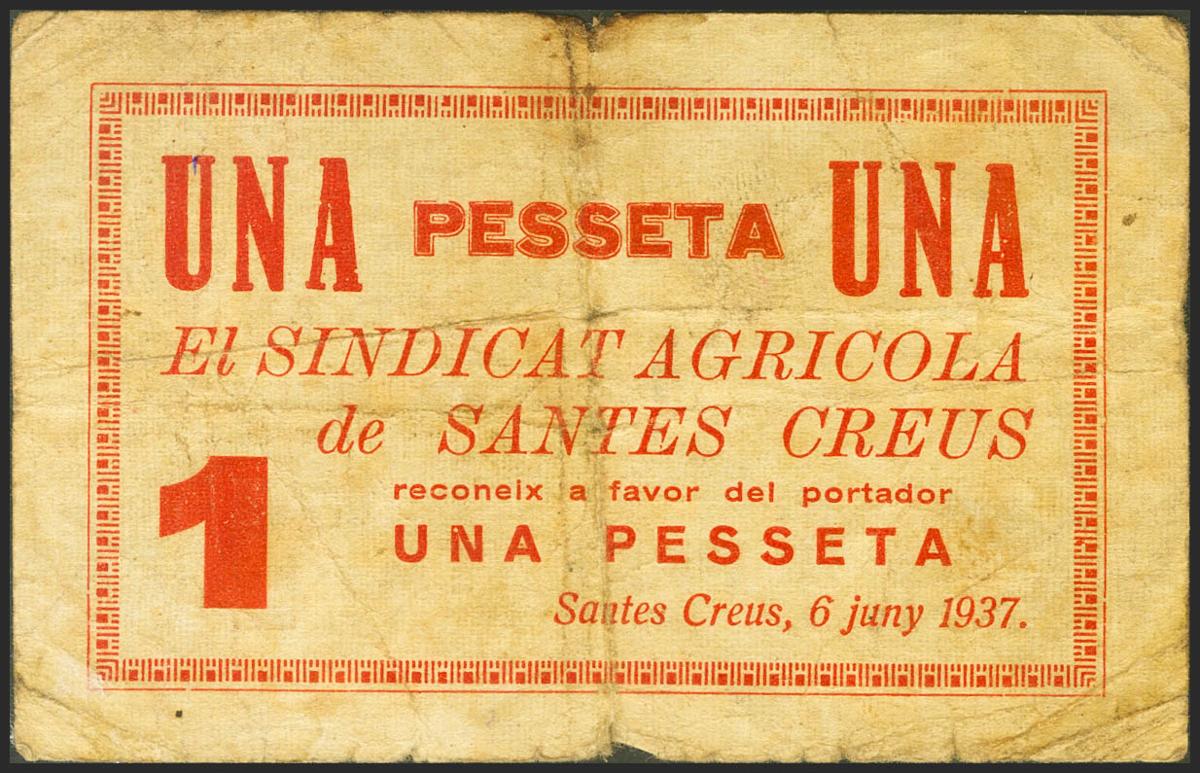 UNA PESSETA UNA
El SINDICAT AGRICOLA
de SANTES CREUS
1
reconeix a favor del portador
UNA PESSETA
Santes Creus, 6 juny 1937.